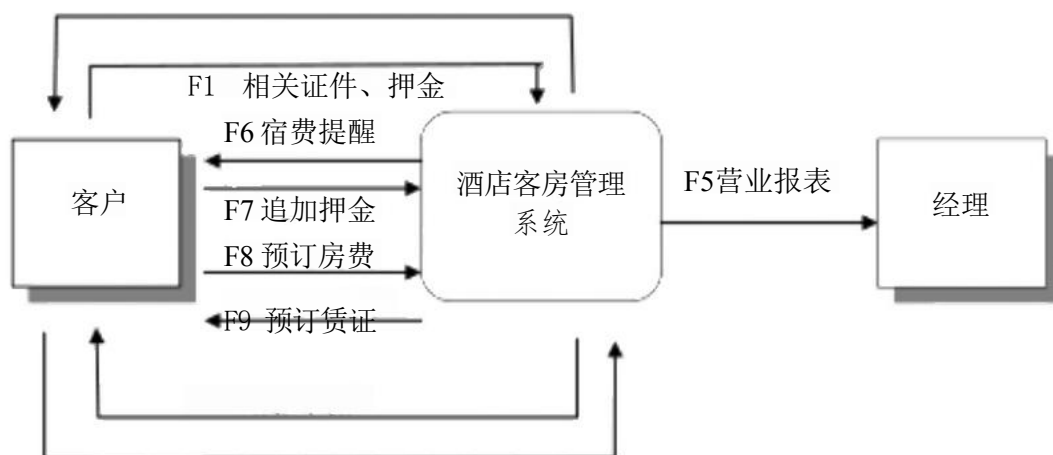 F1 相关证件、押金
F6 宿费提醒
客户
F7 追加押金
F8 预订房费
F9 预订赁证
酒店客房管理
系统
F5营业报表
经理